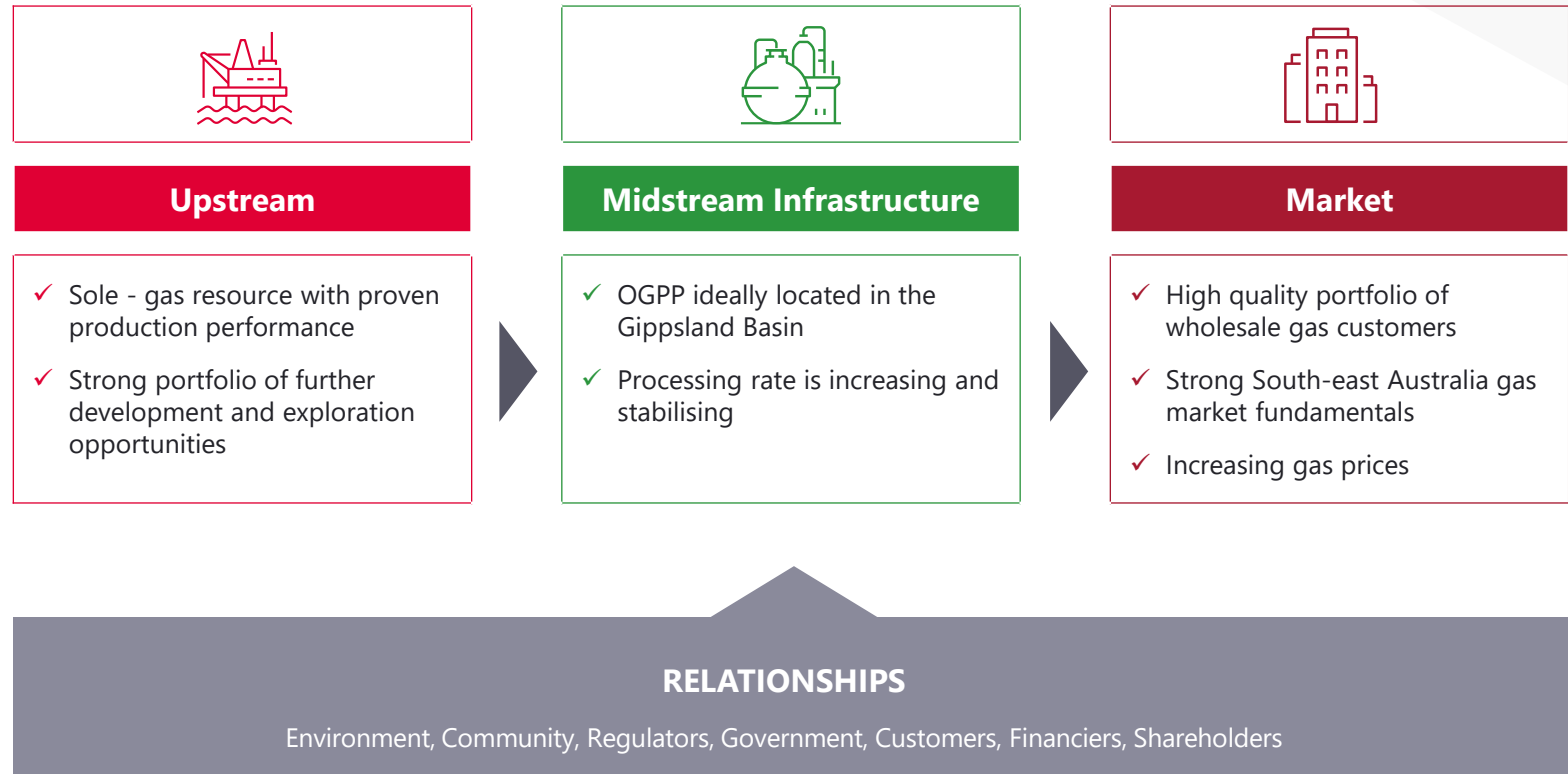 Upstream
Sole - gas resource with proven
production performance
Strong portfolio of further
development and exploration
opportunities
Midstream Infrastructure
OGPP ideally located in the
Gippsland Basin
Processing rate is increasing and
stabilising
Market
High quality portfolio of
wholesale gas customers
Strong South-east Australia gas
market fundamentals
Increasing gas prices
RELATIONSHIPS
Environment, Community, Regulators, Government, Customers, Financiers, Shareholders